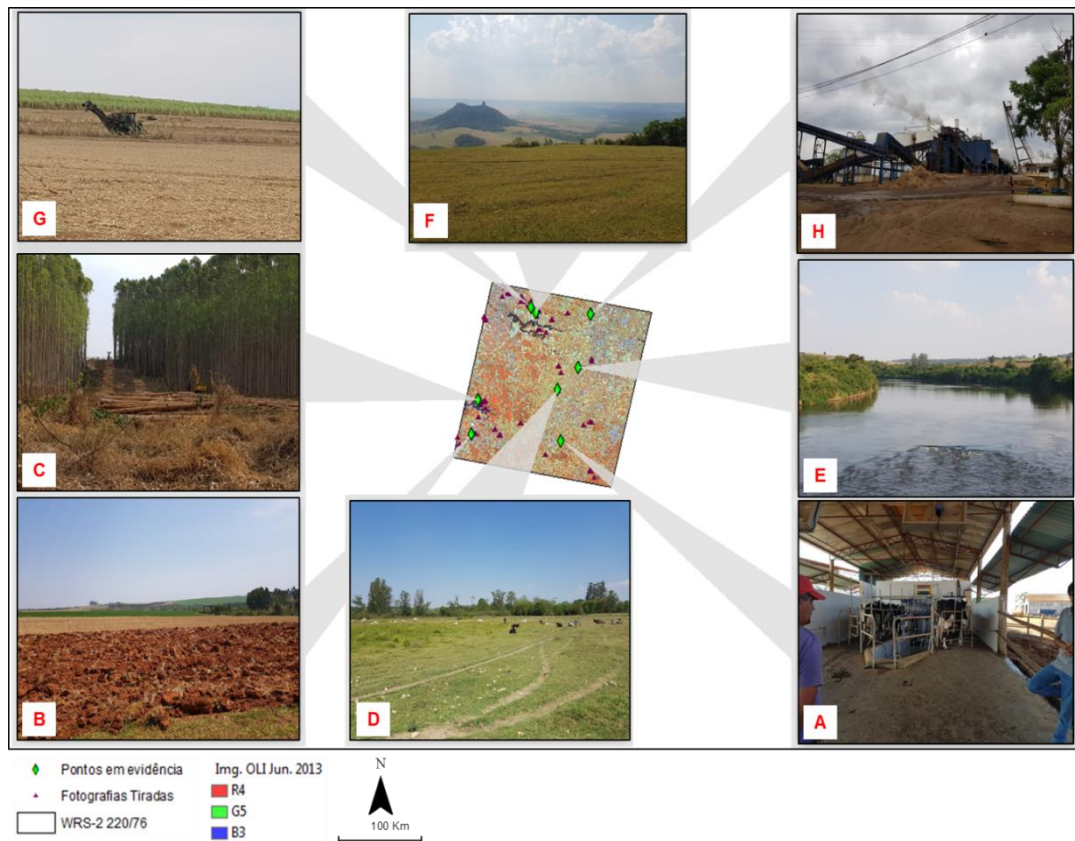 G
F
H
C
E
B
D
A
Pontos em evidência
Fotografias Tiradas
WRS-2 220/76
Img. OLI Jun. 2013
R4
G5
B3
N
100 Km